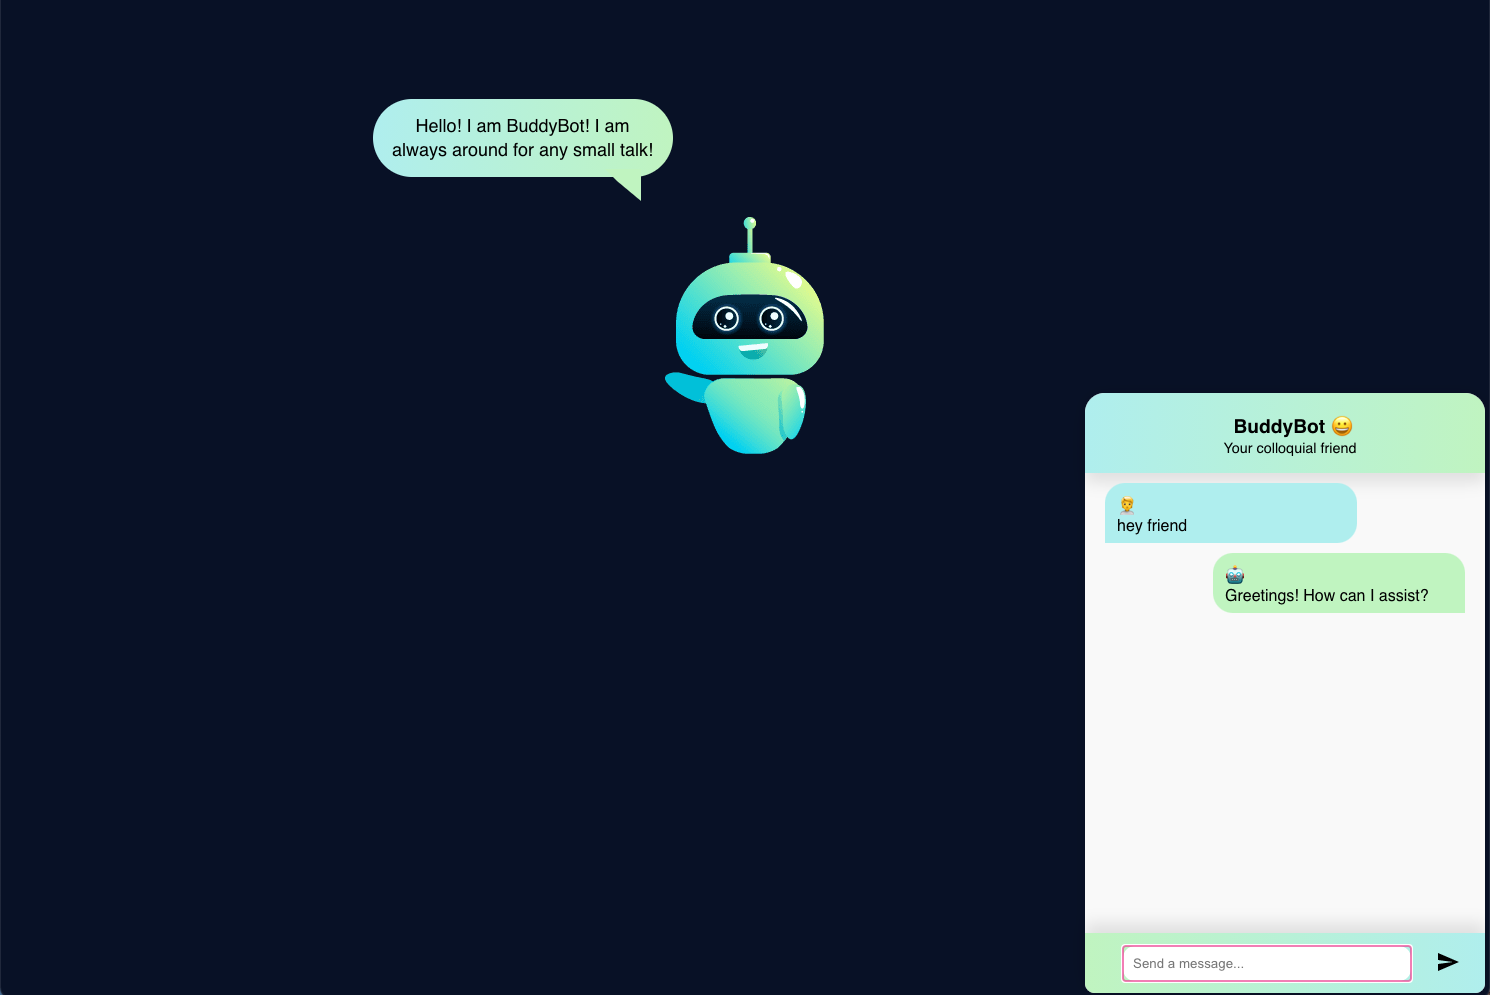 Hello! I am BuddyBot! I am
always around for any small talk!
BuddyBot 😀
Your colloquial friend
hey friend
Greetings! How can I assist?
Send a message...